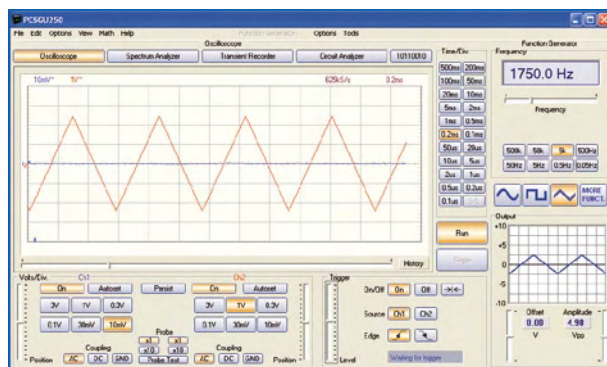 PCSGU250
File Edit Options View Math Help Function Generator Options Tools
Oscilloscope
Oscilloscope Spectrum Analyzer Transient Recorder Circuit Analyzer 10110010
10mV~ 1V~ 625kS/s 0.2ms
History
Time/Div.
500ms 200ms
100ms 50ms
20ms 10ms
5ms 2ms
1ms 0.5ms
0.2ms 0.1ms
50us 20us
10us 5us
2us 1us
0.5us 0.2us
0.1us
Run
Single
Function Generator
Frequency
1750.0 Hz
Frequency
500k 50k 5k 500Hz
50Hz 5Hz 0.5Hz 0.05Hz
MORE
FUNCT.
Output
+10
+5
0
-5
-10
Offset Amplitude
0.00 4.98
V Vpp
Volts/Div. Ch1 Ch2
On Autoset Persist On Autoset
3V 1V 0.3V 3V 1V 0.3V
0.1V 30mV 10mV 0.1V 30mV 10mV
Probe
x1 x1
x10 x10
Coupling Coupling
Position AC DC GND Probe Test AC DC GND Position
Trigger
On/Off On Off
Source Ch1 Ch2
Edge
Level Waiting for trigger